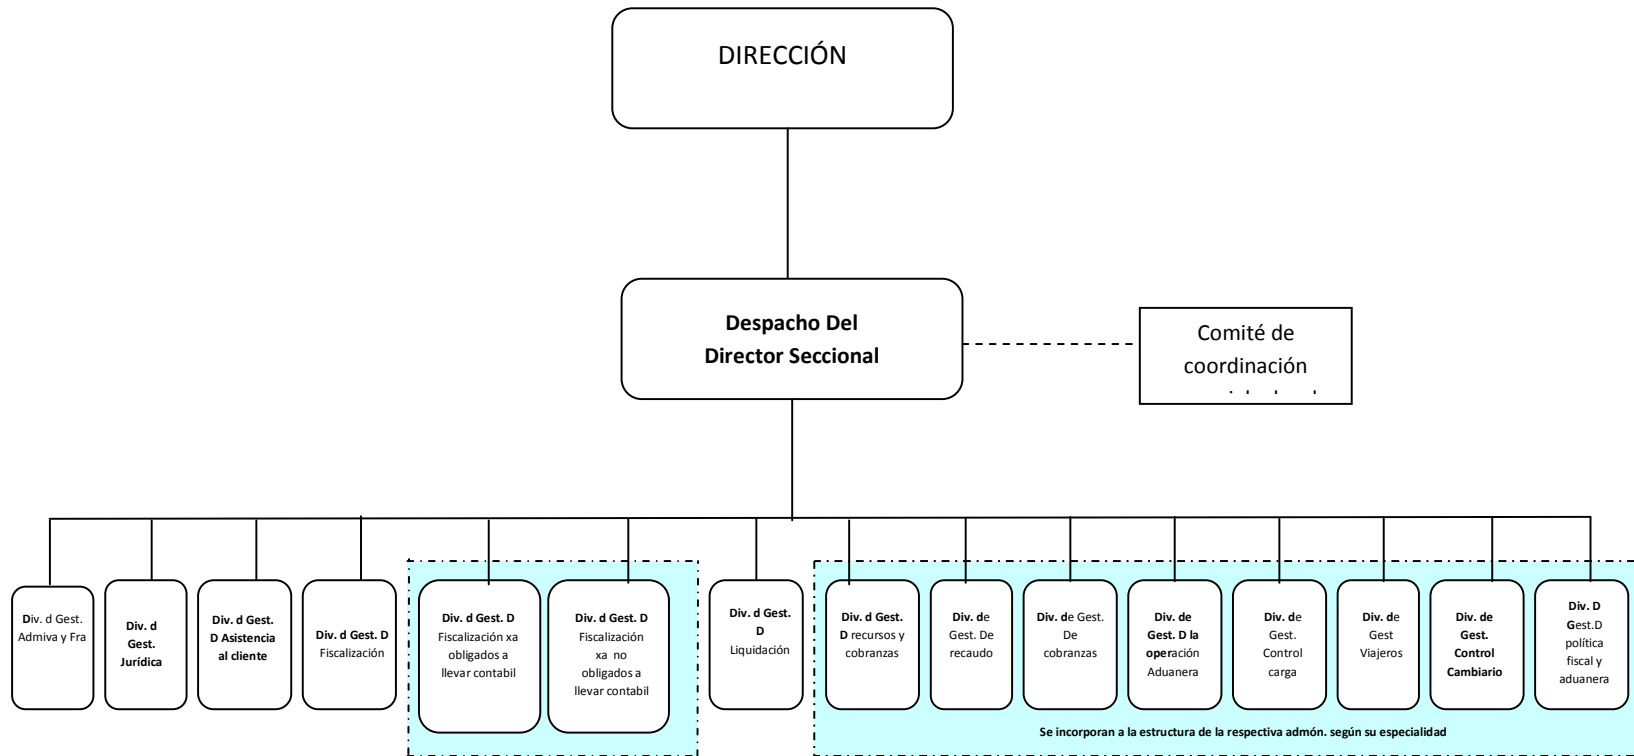 DIRECCIÓN
Despacho Del
Director Seccional
Comité de
coordinación
Div. d Gest.
Admiva y Fra
Div. d
Gest.
Jurídica
Div. d Gest.
D Asistencia
al cliente
Div. d Gest. D
Fiscalización
Div. d Gest. D
Fiscalización xa
obligados a
llevar contabil
Div. d Gest. D
Fiscalización
xa no
obligados a
llevar contabil
Div. d Gest.
D
Liquidación
Div. d Gest.
D recursos y
cobranzas
Div. de
Gest. De
recaudo
Div. de Gest.
De
cobranzas
Div. de
Gest. D la
operación
Aduanera
Div. de
Gest.
Control
carga
Div. de
Gest
Viajeros
Div. de
Gest.
Control
Cambiario
Div. D
Gest.D
política
fiscal y
aduanera
Se incorporan a la estructura de la respectiva admón. según su especialidad